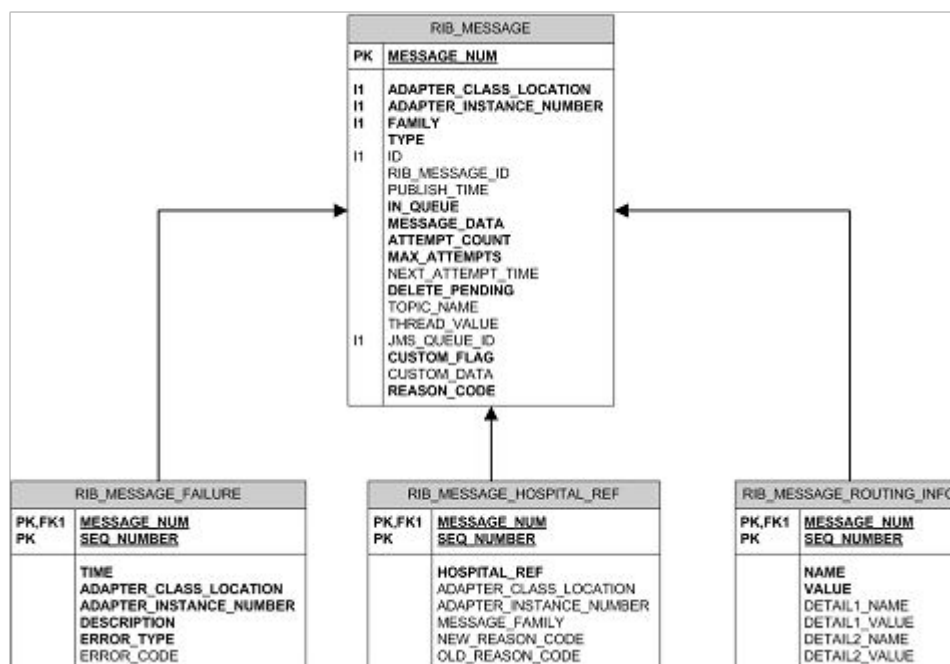 RIB_MESSAGE
PK MESSAGE_NUM
I1 ADAPTER_CLASS_LOCATION
I1 ADAPTER_INSTANCE_NUMBER
I1 FAMILY
TYPE
I1 ID
RIB_MESSAGE_ID
PUBLISH_TIME
IN_QUEUE
MESSAGE_DATA
ATTEMPT_COUNT
MAX_ATTEMPTS
NEXT_ATTEMPT_TIME
DELETE_PENDING
TOPIC_NAME
THREAD_VALUE
I1 JMS_QUEUE_ID
CUSTOM_FLAG
CUSTOM_DATA
REASON_CODE
RIB_MESSAGE_FAILURE
PK,FK1 MESSAGE_NUM
PK SEQ_NUMBER
TIME
ADAPTER_CLASS_LOCATION
ADAPTER_INSTANCE_NUMBER
DESCRIPTION
ERROR_TYPE
ERROR_CODE
RIB_MESSAGE_HOSPITAL_REF
PK,FK1 MESSAGE_NUM
PK SEQ_NUMBER
HOSPITAL_REF
ADAPTER_CLASS_LOCATION
ADAPTER_INSTANCE_NUMBER
MESSAGE_FAMILY
NEW_REASON_CODE
OLD_REASON_CODE
RIB_MESSAGE_ROUTING_INFO
PK,FK1 MESSAGE_NUM
PK SEQ_NUMBER
NAME
VALUE
DETAIL1_NAME
DETAIL1_VALUE
DETAIL2_NAME
DETAIL2_VALUE